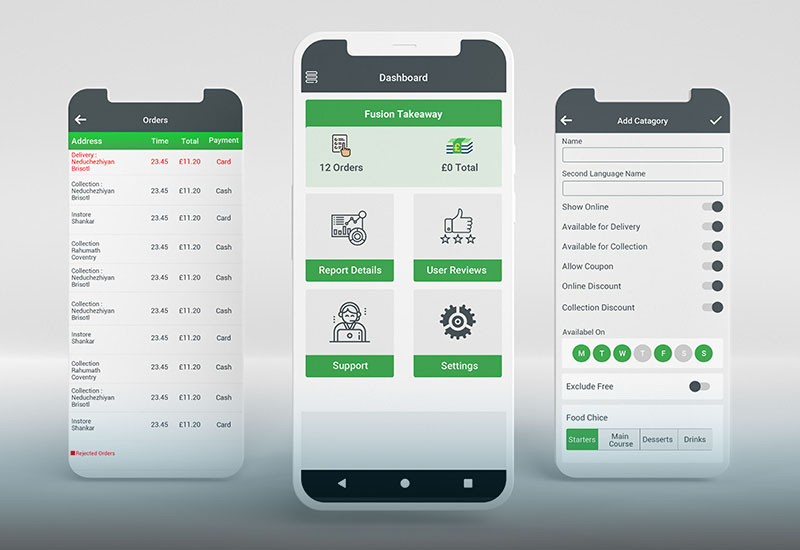 Orders
Address Time Total Payment
Delivery :
Neduchezhiyan
Brisotl
23.45 £11.20 Card
Collection :
Neduchezhiyan
Brisotl
23.45 £11.20 Cash
Instore
Shankar
23.45 £11.20 Card
Collection
Rahumath
Coventry
23.45 £11.20 Cash
Collection :
Neduchezhiyan
Brisotl
23.45 £11.20 Cash
Collection :
Neduchezhiyan
Brisotl
23.45 £11.20 Cash
Instore
Shankar
23.45 £11.20 Card
Collection
Rahumath
Coventry
23.45 £11.20 Cash
Collection :
Neduchezhiyan
Brisotl
23.45 £11.20 Cash
Instore
Shankar
23.45 £11.20 Card
Rejected Orders
Dashboard
Fusion Takeaway
12 Orders £0 Total
Report Details User Reviews
Support Settings
Add Catagory
Name
Second Language Name
Show Online
Available for Delivery
Available for Collection
Allow Coupon
Online Discount
Collection Discount
Availabel On
M T W T F S S
Exclude Free
Food Chice
Starters Main Course Desserts Drinks